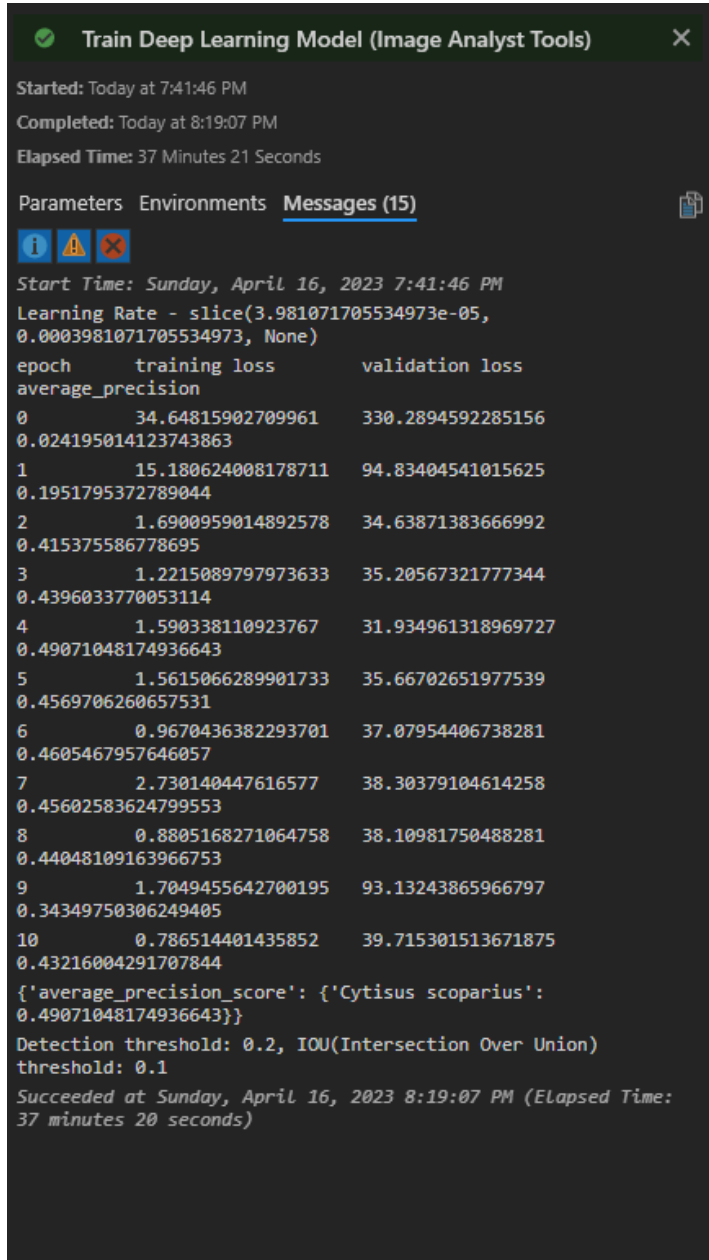 Train Deep Learning Model (Image Analyst Tools)
Started: Today at 7:41:46 PM
Completed: Today at 8:19:07 PM
Elapsed Time: 37 Minutes 21 Seconds
Parameters Environments Messages (15)
Start Time: Sunday, April 16, 2023 7:41:46 PM
Learning Rate - slice(3.981071705534973e-05,
0.0003981071705534973, None)
epoch training loss validation loss
average_precision
0 34.64815902709961 330.2894592285156
0.024195014123743863
1 15.180624008178711 94.83404541015625
0.1951795372789044
2 1.6900959014892578 34.63871383666992
0.415375586778695
3 1.2215089797973633 35.20567321777344
0.4396033770053114
4 1.590338110923767 31.934961318969727
0.49071048174936643
5 1.5615066289901733 35.66702651977539
0.4569706260657531
6 0.9670436382293701 37.07954406738281
0.4605467957646057
7 2.730140447616577 38.30379104614258
0.45602583624799553
8 0.8805168271064758 38.10981750488281
0.44048109163966753
9 1.7049455642700195 93.13243865966797
0.34349750306249405
10 0.786514401435852 39.715301513671875
0.43216004291707844
{'average_precision_score': {'Cytisus scoparius':
0.49071048174936643}}
Detection threshold: 0.2, IOU(Intersection Over Union)
threshold: 0.1
Succeeded at Sunday, April 16, 2023 8:19:07 PM (Elapsed Time:
37 minutes 20 seconds)